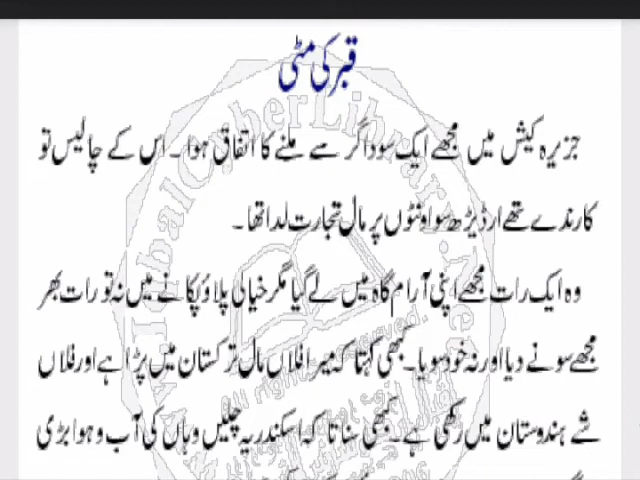 قبر کی مٹی
جزیرہ کیش میں مجھے ایک سوداگر سے ملنے کا اتفاق ہوا۔ اس کے چالیس تو
کارندے تھے ارڈیڑھ سو اونٹوں پر مال تجارت لدا تھا۔
وہ ایک رات مجھے اپنی آرام گاہ میں لے گیا مگر خیالی پلاؤ پکانے میں نہ تو رات بھر
مجھے سونے دیا اور نہ خود سویا۔ کبھی کہتا کہ میرا فلاں مال ترکستان میں پڑا ہے اور فلاں
شے ہندوستان میں رکھی ہے۔ کبھی سناتا کہ اسکندریہ چلیں وہاں کی آب و ہوا بڑی